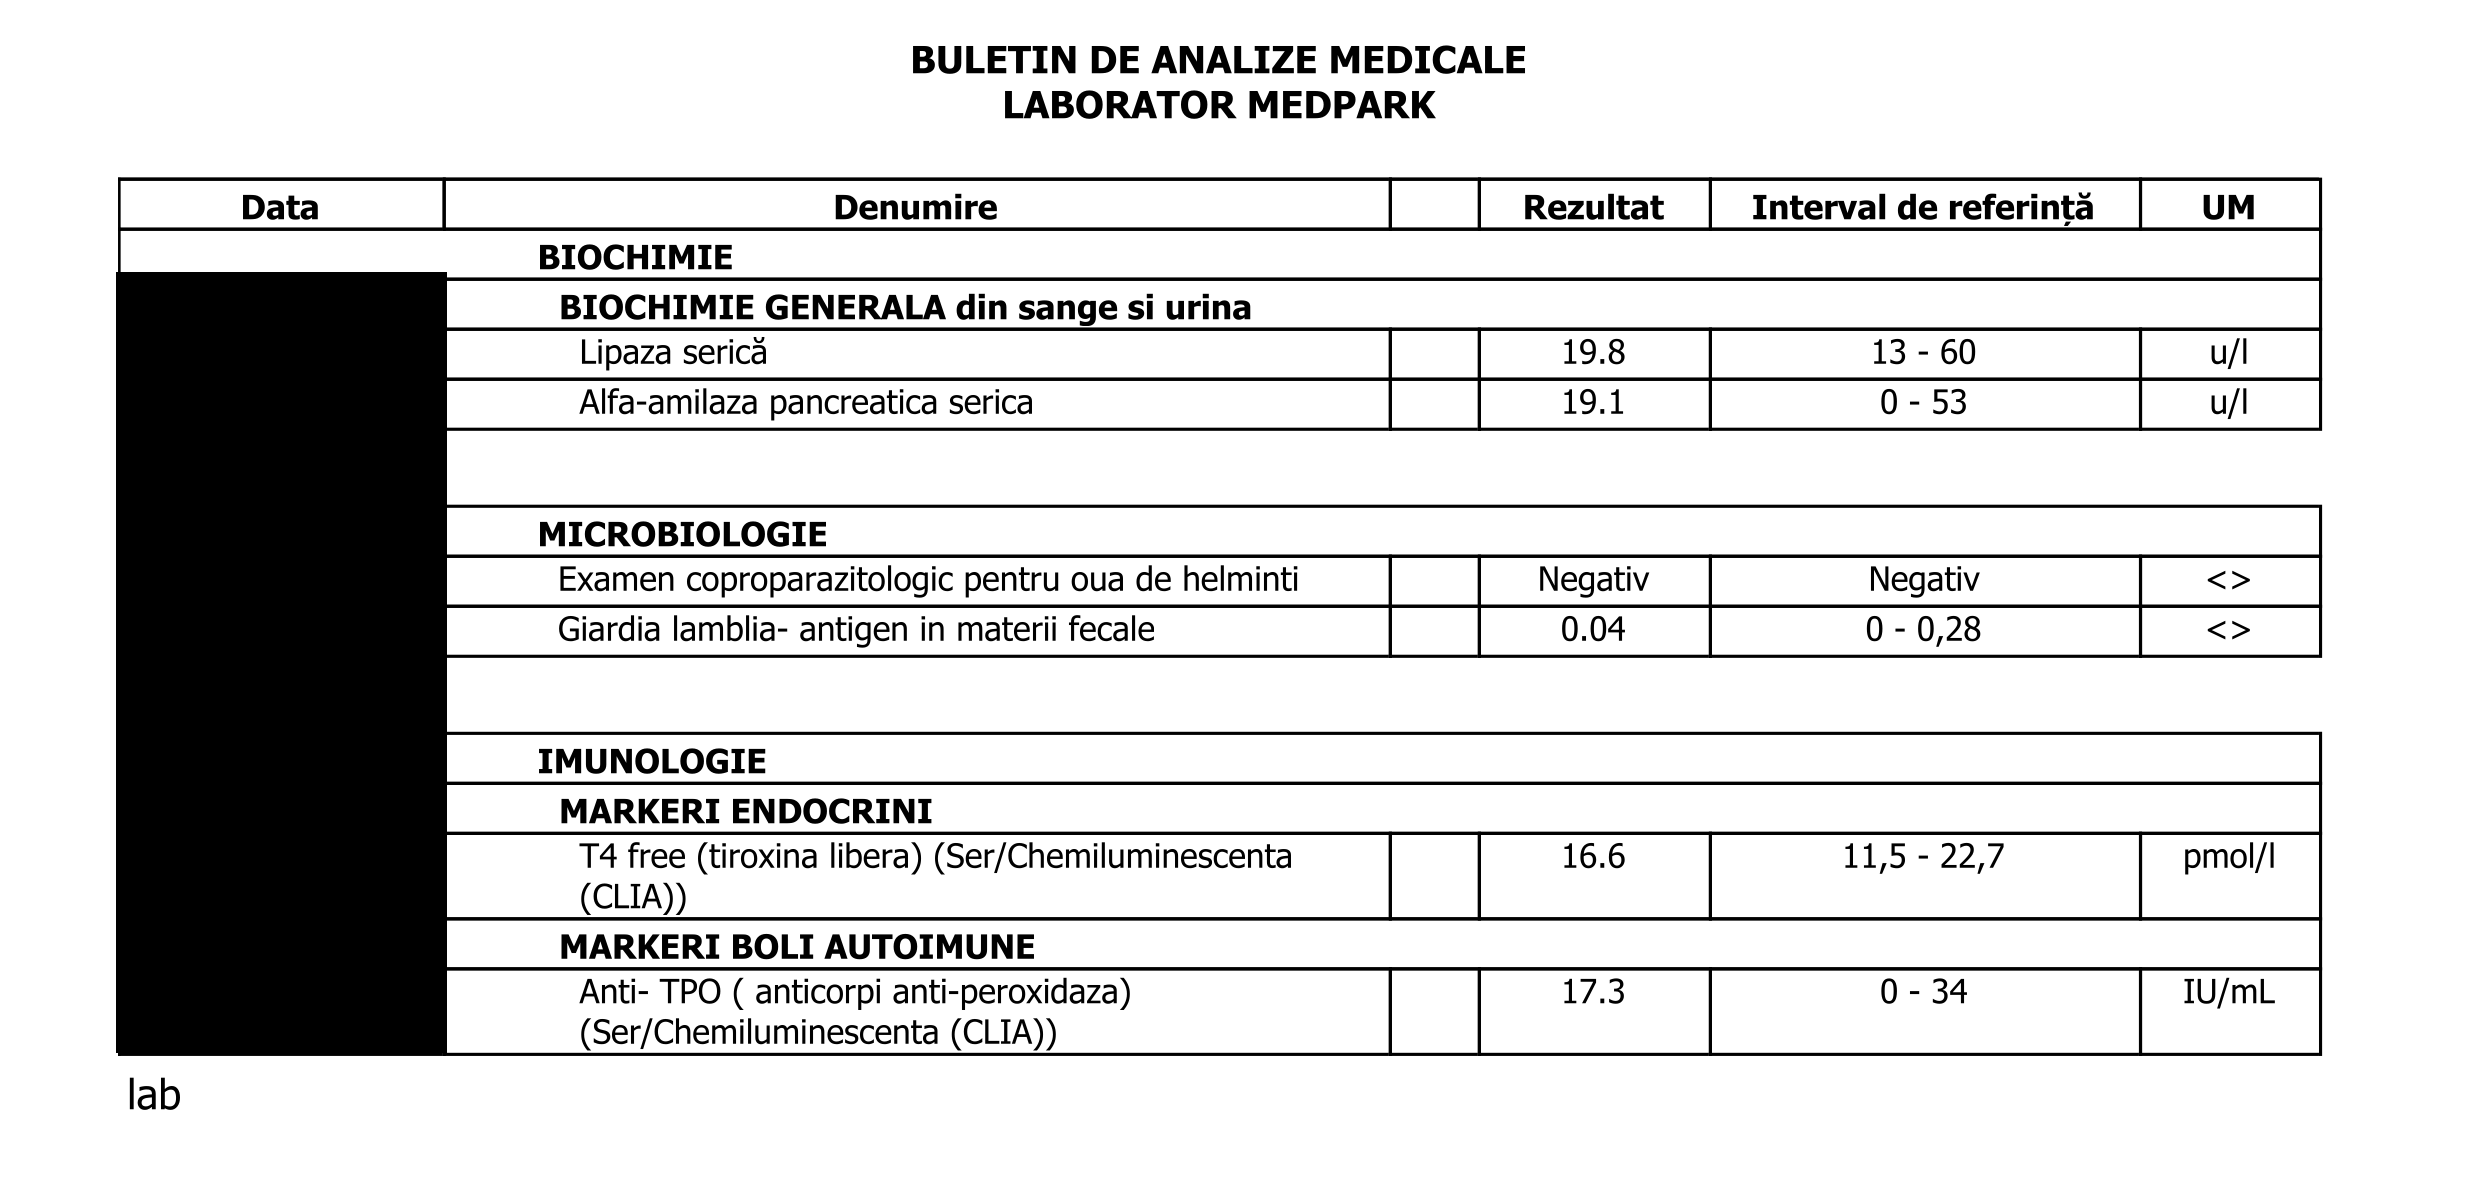 BULETIN DE ANALIZE MEDICALE
LABORATOR MEDPARK
Data Denumire Rezultat Interval de referință UM
BIOCHIMIE
BIOCHIMIE GENERALA din sange si urina
Lipaza serică 19.8 13 - 60 u/l
Alfa-amilaza pancreatica serica 19.1 0 - 53 u/l
MICROBIOLOGIE
Examen coproparazitologic pentru oua de helminti Negativ Negativ <>
Giardia lamblia- antigen in materii fecale 0.04 0 - 0,28 <>
IMUNOLOGIE
MARKERI ENDOCRINI
T4 free (tiroxina libera) (Ser/Chemiluminescenta 16.6 11,5 - 22,7 pmol/l
(CLIA))
MARKERI BOLI AUTOIMUNE
Anti- TPO ( anticorpi anti-peroxidaza) 17.3 0 - 34 IU/mL
(Ser/Chemiluminescenta (CLIA))
lab